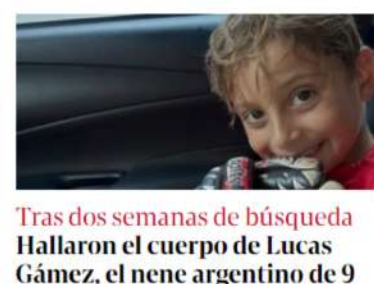 Tras dos semanas de búsqueda
Hallaron el cuerpo de Lucas
Gámez, el nene argentino de 9